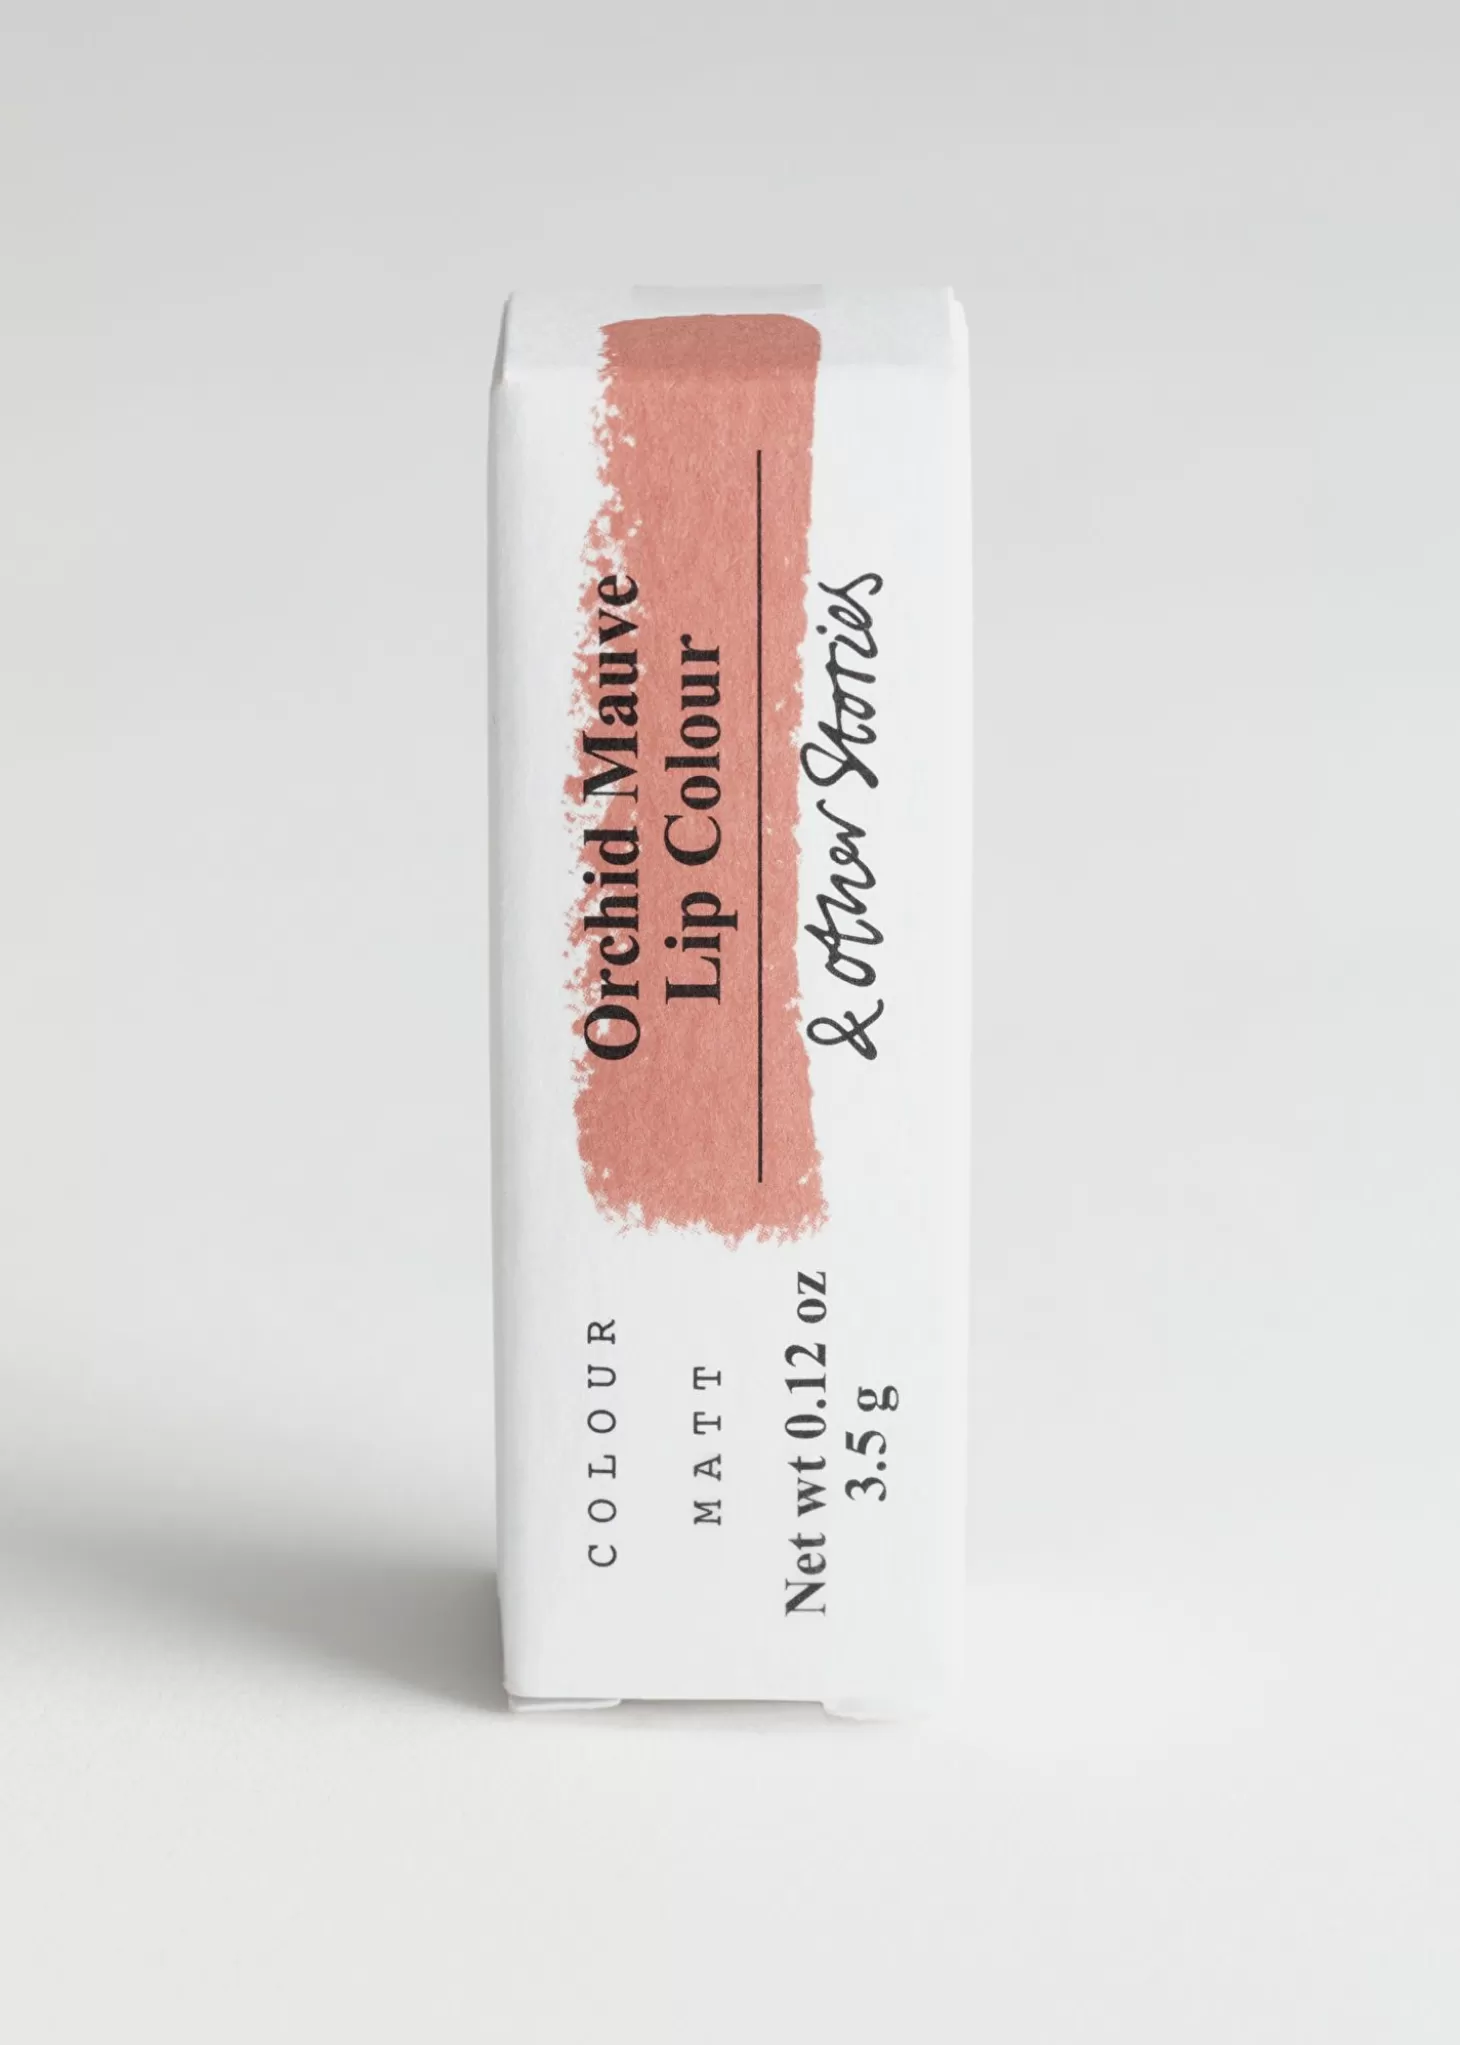 Orchid Mauve
Lip Colour
& other Stories
COLOUR
MATT
Net wt 0.12 oz
3.5 g